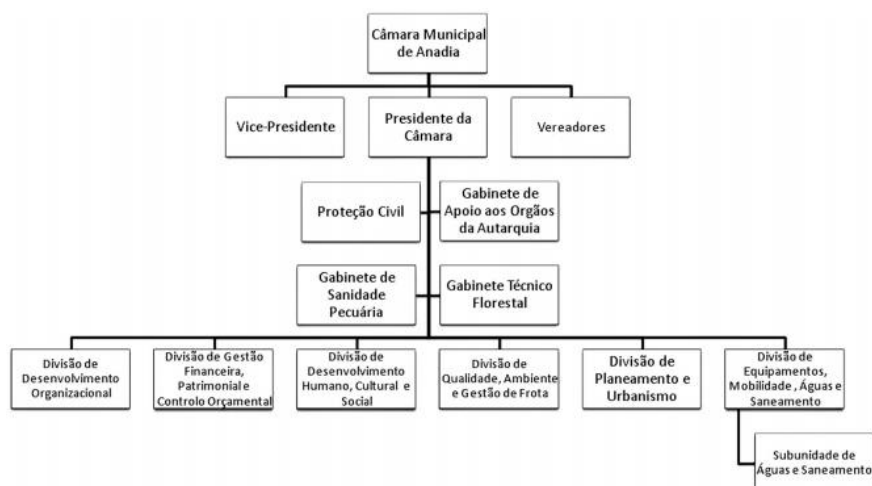 Câmara Municipal
de Anadia
Vice-Presidente
Presidente da
Câmara
Vereadores
Proteção Civil
Gabinete de
Apoio aos Orgãos
da Autarquia
Gabinete de
Sanidade
Pecuária
Gabinete Técnico
Florestal
Divisão de
Desenvolvimento
Organizacional
Divisão de Gestão
Financeira,
Patrimonial e
Controlo Orçamental
Divisão de
Desenvolvimento
Humano, Cultural e
Social
Divisão de
Qualidade, Ambiente
e Gestão de Frota
Divisão de
Planeamento e
Urbanismo
Divisão de
Equipamentos,
Mobilidade, Águas e
Saneamento
Subunidade de
Águas e Saneamento